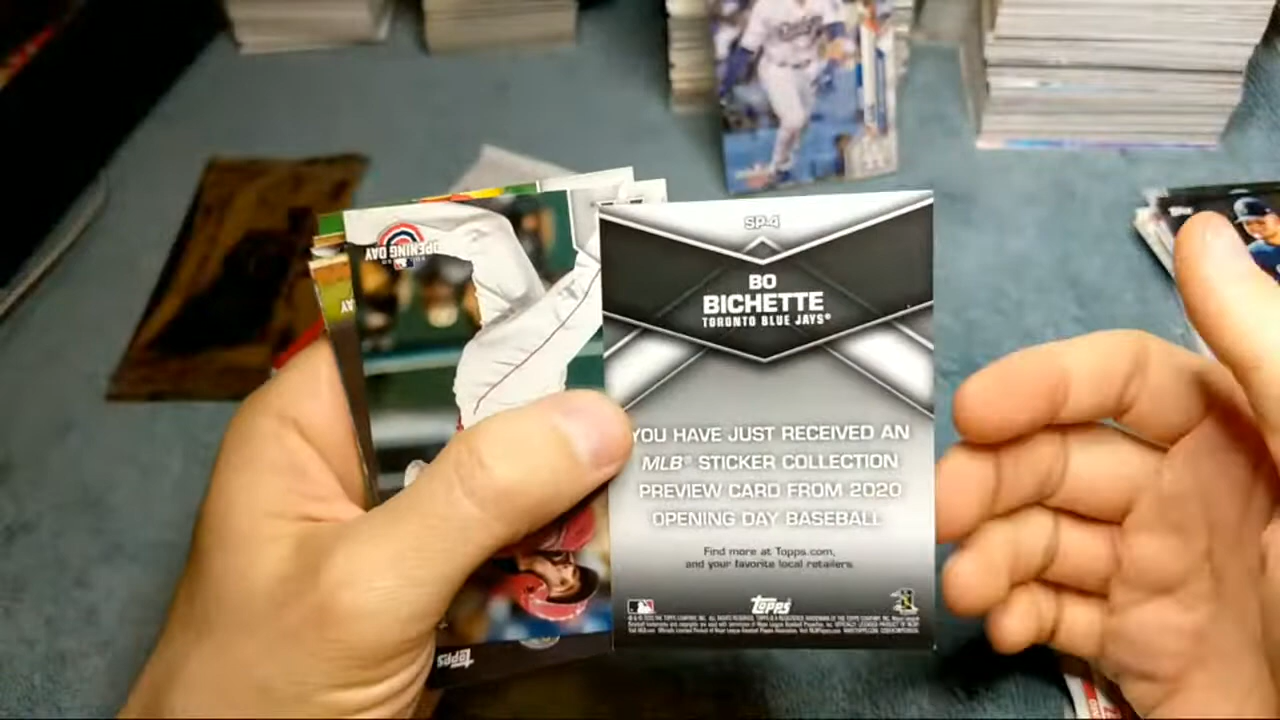 SP-4
BO
BICHETTE
TORONTO BLUE JAYS®
YOU HAVE JUST RECEIVED AN
MLB® STICKER COLLECTION
PREVIEW CARD FROM 2020
OPENING DAY BASEBALL
Find more at Topps.com,
and your favorite local retailers.
Topps
OPENING DAY
AY
Topps